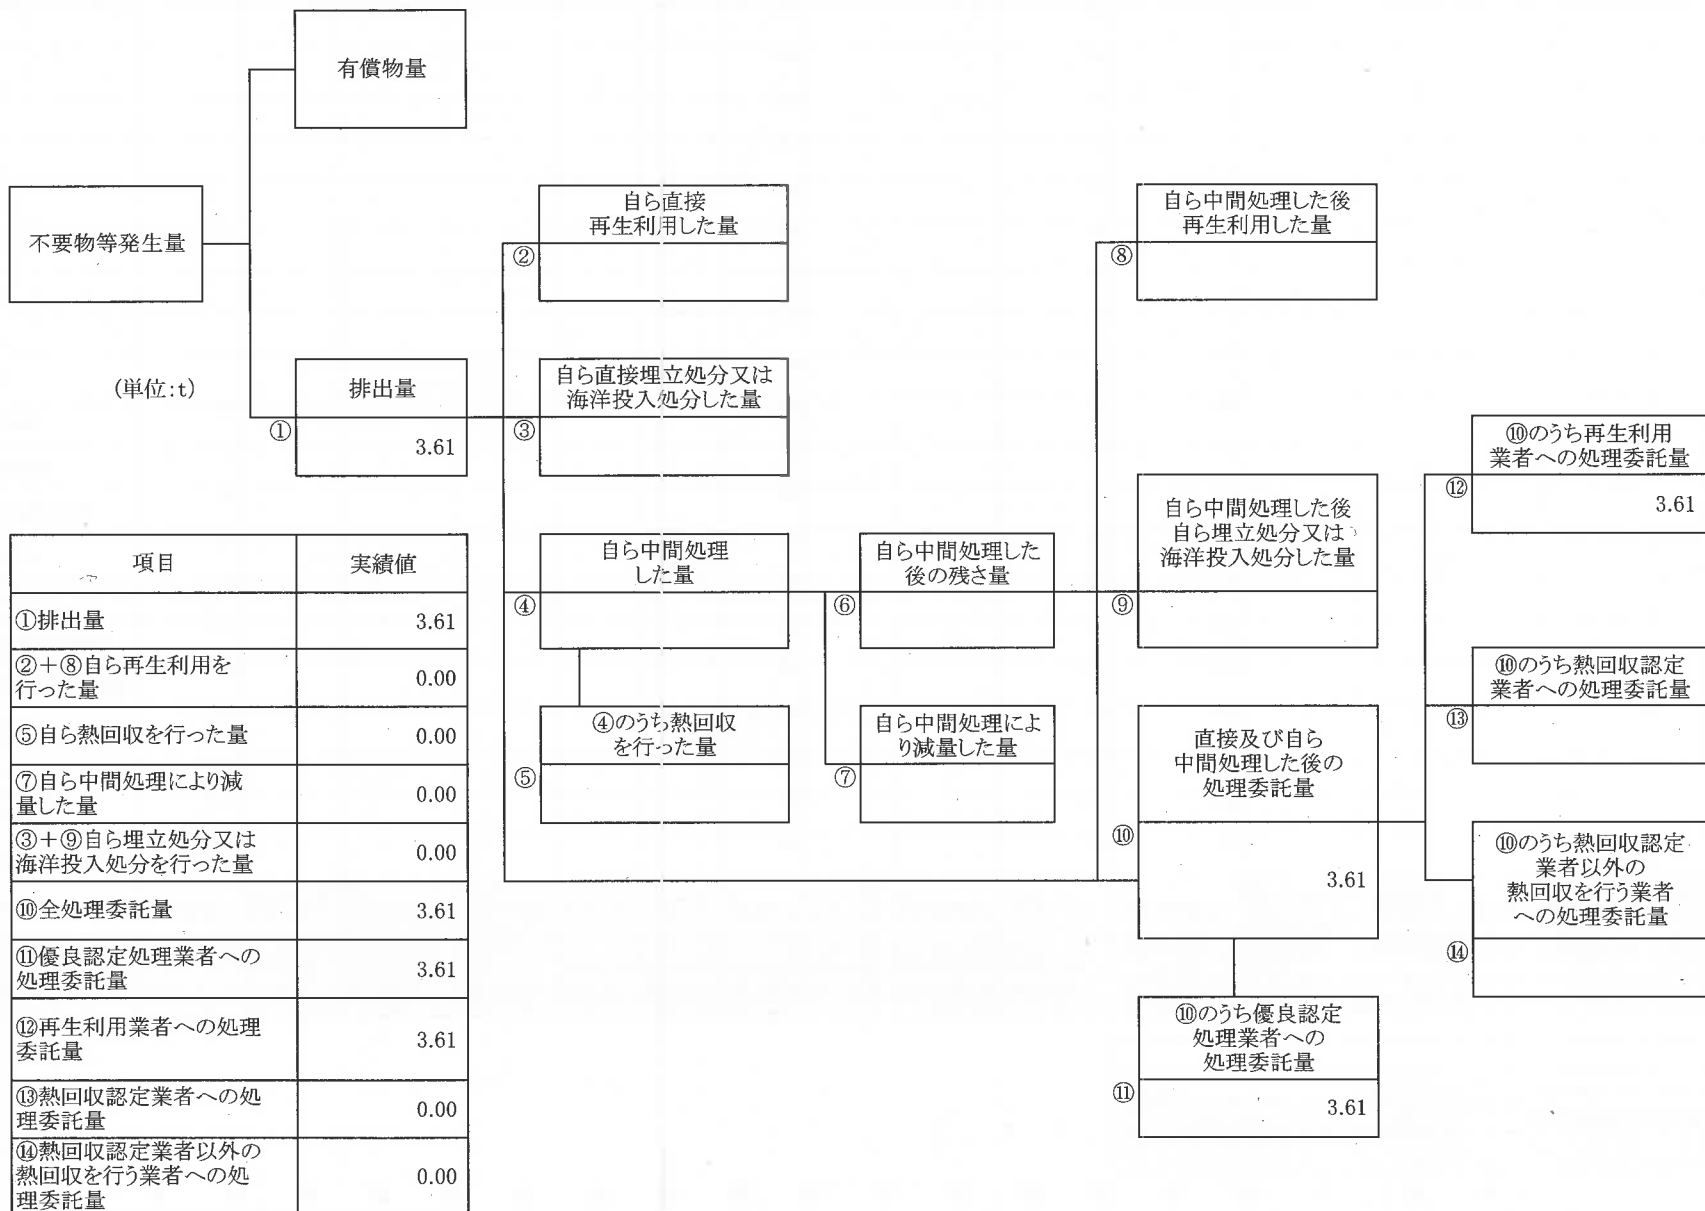 有償物量
不要物等発生量
(単位:t)
排出量
①
3.61
自ら直接
再生利用した量
②
自ら直接埋立処分又は
海洋投入処分した量
③
自ら中間処理
した量
④
④のうち熱回収
を行った量
⑤
自ら中間処理した
後の残さ量
⑥
自ら中間処理によ
り減量した量
⑦
自ら中間処理した後
再生利用した量
⑧
自ら中間処理した後
自ら埋立処分又は
海洋投入処分した量
⑨
直接及び自ら
中間処理した後の
処理委託量
⑩
3.61
⑩のうち優良認定
処理業者への
処理委託量
⑪
3.61
⑩のうち再生利用
業者への処理委託量
⑫
3.61
⑩のうち熱回収認定
業者への処理委託量
⑬
⑩のうち熱回収認定
業者以外の
熱回収を行う業者
への処理委託量
⑭
項目 実績値
①排出量 3.61
②+⑧自ら再生利用を
行った量 0.00
⑤自ら熱回収を行った量 0.00
⑦自ら中間処理により減
量した量 0.00
③+⑨自ら埋立処分又は
海洋投入処分を行った量 0.00
⑩全処理委託量 3.61
⑪優良認定処理業者への
処理委託量 3.61
⑫再生利用業者への処理
委託量 3.61
⑬熱回収認定業者への処
理委託量 0.00
⑭熱回収認定業者以外の
熱回収を行う業者への処
理委託量 0.00